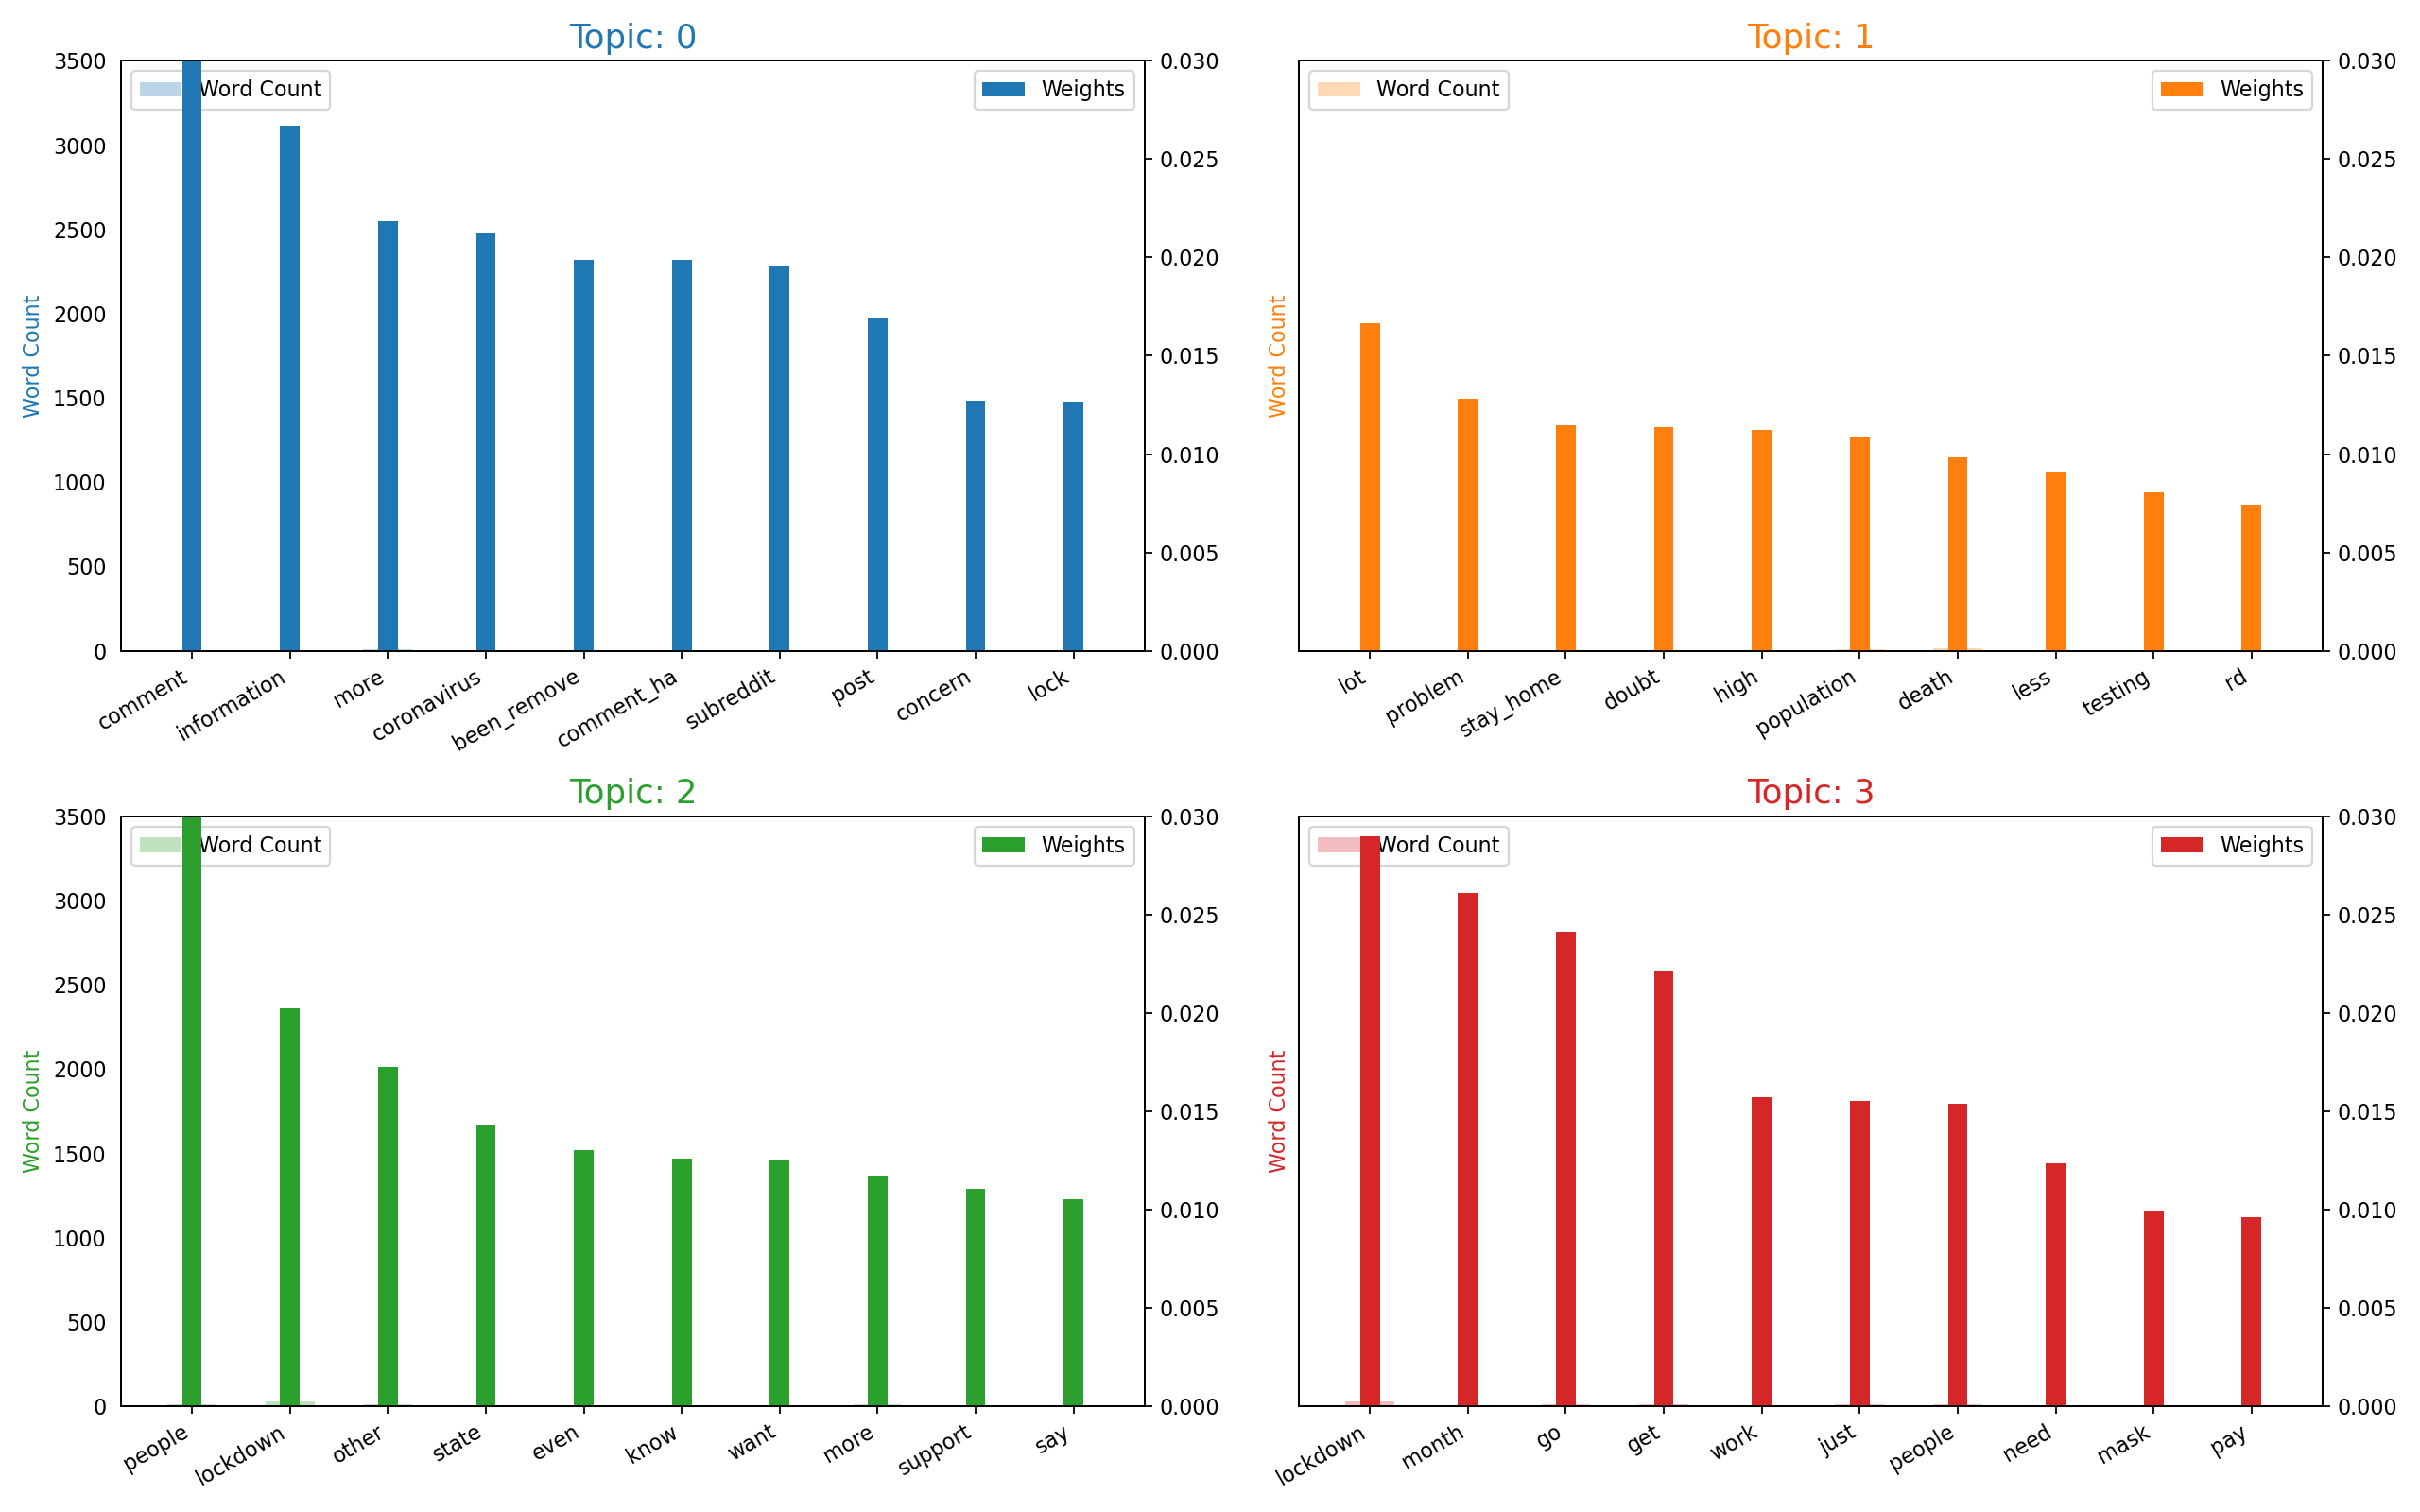 Topic: 0
3500
3000
2500
2000
1500
1000
500
0
Word Count
Word Count
Weights
0.030
0.025
0.020
0.015
0.010
0.005
0.000
comment
information
more
coronavirus
been_remove
comment_ha
subreddit
post
concern
lock
Topic: 1
Word Count
Word Count
Weights
0.030
0.025
0.020
0.015
0.010
0.005
0.000
lot
problem
stay_home
doubt
high
population
death
less
testing
rd
Topic: 2
3500
3000
2500
2000
1500
1000
500
0
Word Count
Word Count
Weights
0.030
0.025
0.020
0.015
0.010
0.005
0.000
people
lockdown
other
state
even
know
want
more
support
say
Topic: 3
Word Count
Word Count
Weights
0.030
0.025
0.020
0.015
0.010
0.005
0.000
lockdown
month
go
get
work
just
people
need
mask
pay